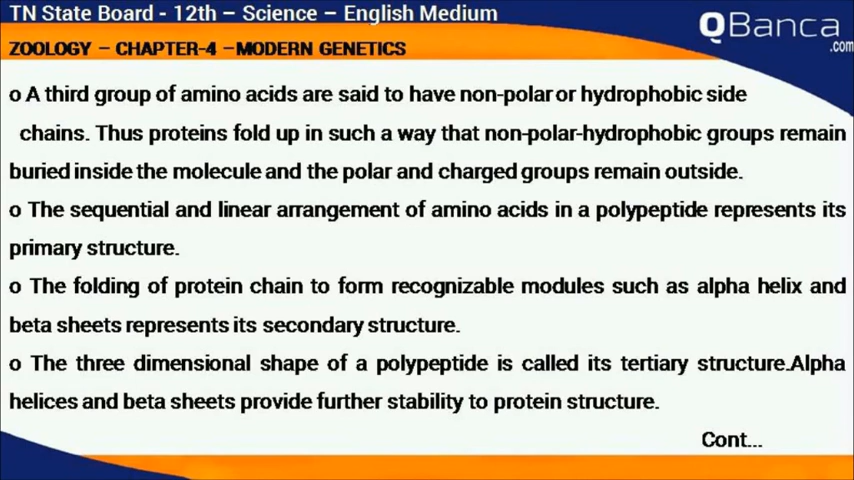 TN State Board - 12th – Science – English Medium
QBanca
.com
ZOOLOGY – CHAPTER-4 –MODERN GENETICS
o A third group of amino acids are said to have non-polar or hydrophobic side
chains. Thus proteins fold up in such a way that non-polar-hydrophobic groups remain
buried inside the molecule and the polar and charged groups remain outside.
o The sequential and linear arrangement of amino acids in a polypeptide represents its
primary structure.
o The folding of protein chain to form recognizable modules such as alpha helix and
beta sheets represents its secondary structure.
o The three dimensional shape of a polypeptide is called its tertiary structure.Alpha
helices and beta sheets provide further stability to protein structure.
Cont...